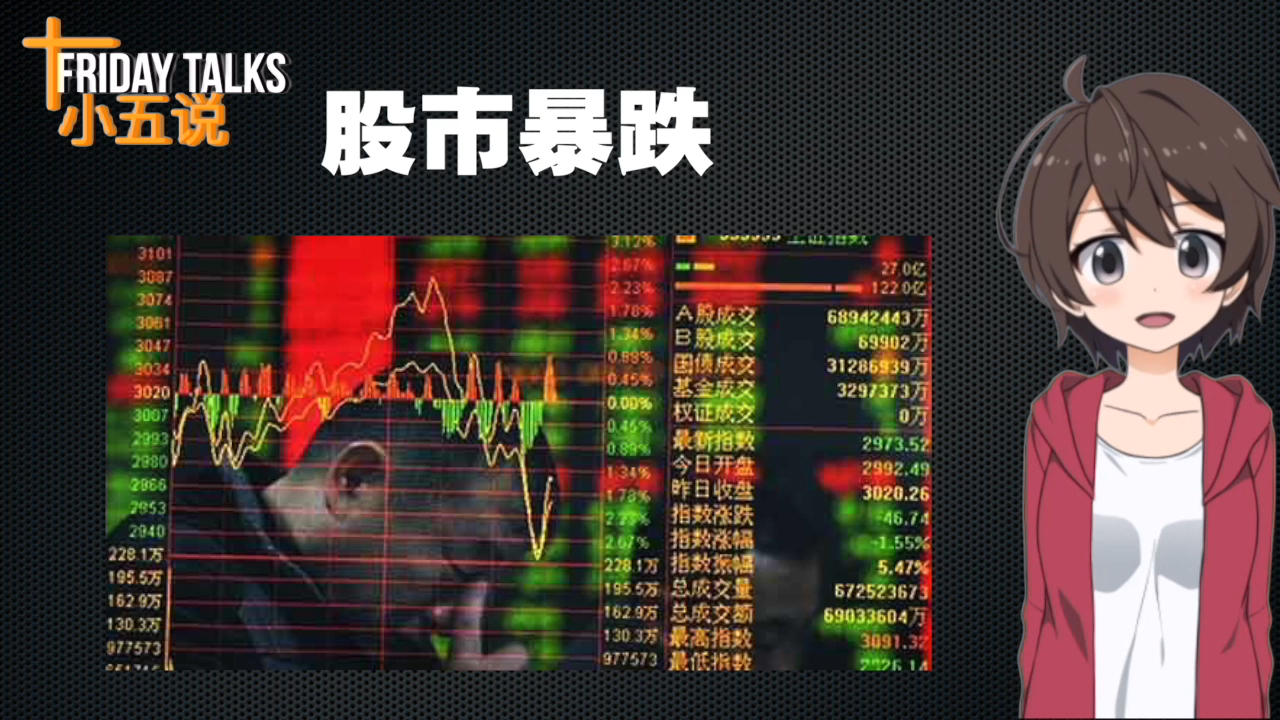 FRIDAY TALKS
小五说
股市暴跌
3101
3087
3074
3061
3047
3034
3020
3007
2993
2980
2966
2953
2940
228.1万
195.5万
162.9万
130.3万
977573
3.12%
2.67%
2.23%
1.78%
1.34%
0.89%
0.45%
0.00%
0.45%
0.89%
1.34%
1.78%
2.23%
2.67%
228.1万
195.5万
162.9万
130.3万
977573
27.0亿
122.0亿
A股成交 68942443万
B股成交 69902万
国债成交 31286939万
基金成交 3297373万
权证成交 0万
最新指数 2973.52
今日开盘 2992.49
昨日收盘 3020.26
指数涨跌 -46.74
指数涨幅 -1.55%
指数振幅 5.47%
总成交量 672523673
总成交额 69033604万
最高指数 3091.32
最低指数 2926.14